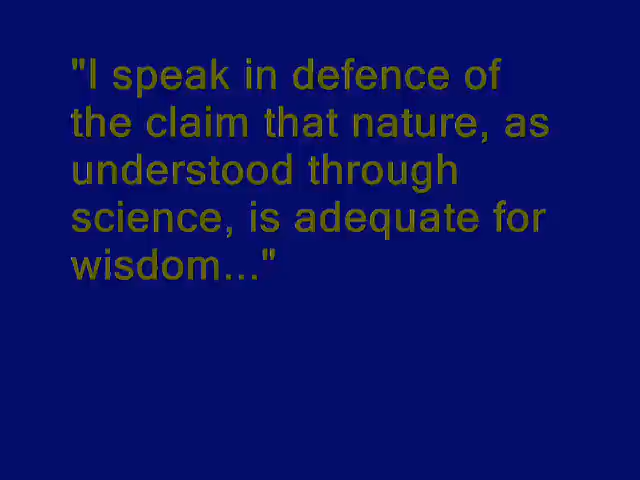 "I speak in defence of
the claim that nature, as
understood through
science, is adequate for
wisdom..."